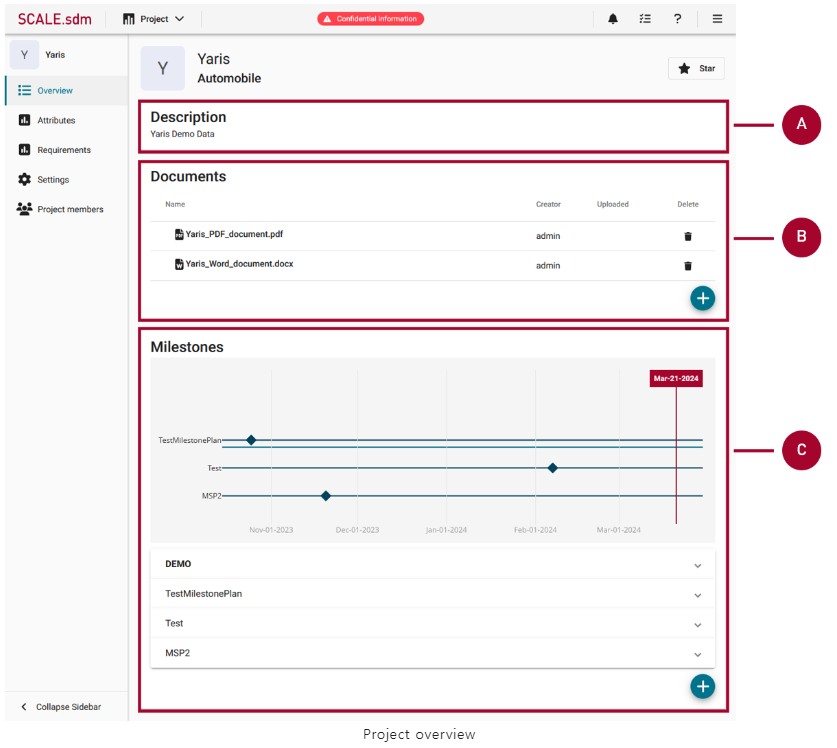 SCALE.sdm
Project
Confidential information
?
Y
Yaris
Overview
Attributes
Requirements
Settings
Project members
Collapse Sidebar
Y
Yaris
Automobile
Star
Description
Yaris Demo Data
A
Documents
Name Creator Uploaded Delete
PDF Yaris_PDF_document.pdf admin
W Yaris_Word_document.docx admin
+
B
Milestones
Mar-21-2024
TestMilestonePlan
Test
MSP2
Nov-01-2023 Dec-01-2023 Jan-01-2024 Feb-01-2024 Mar-01-2024
C
DEMO
TestMilestonePlan
Test
MSP2
+
Project overview